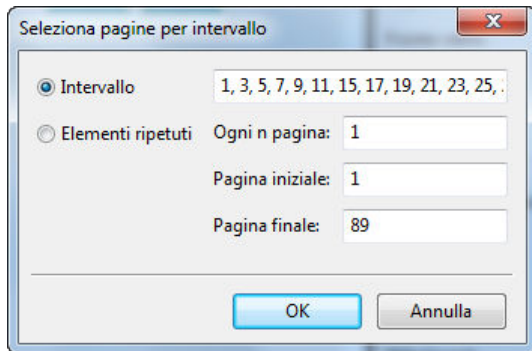 Seleziona pagine per intervallo
Intervallo 1, 3, 5, 7, 9, 11, 15, 17, 19, 21, 23, 25,
Elementi ripetuti Ogni n pagina: 1
Pagina iniziale: 1
Pagina finale: 89
OK Annulla